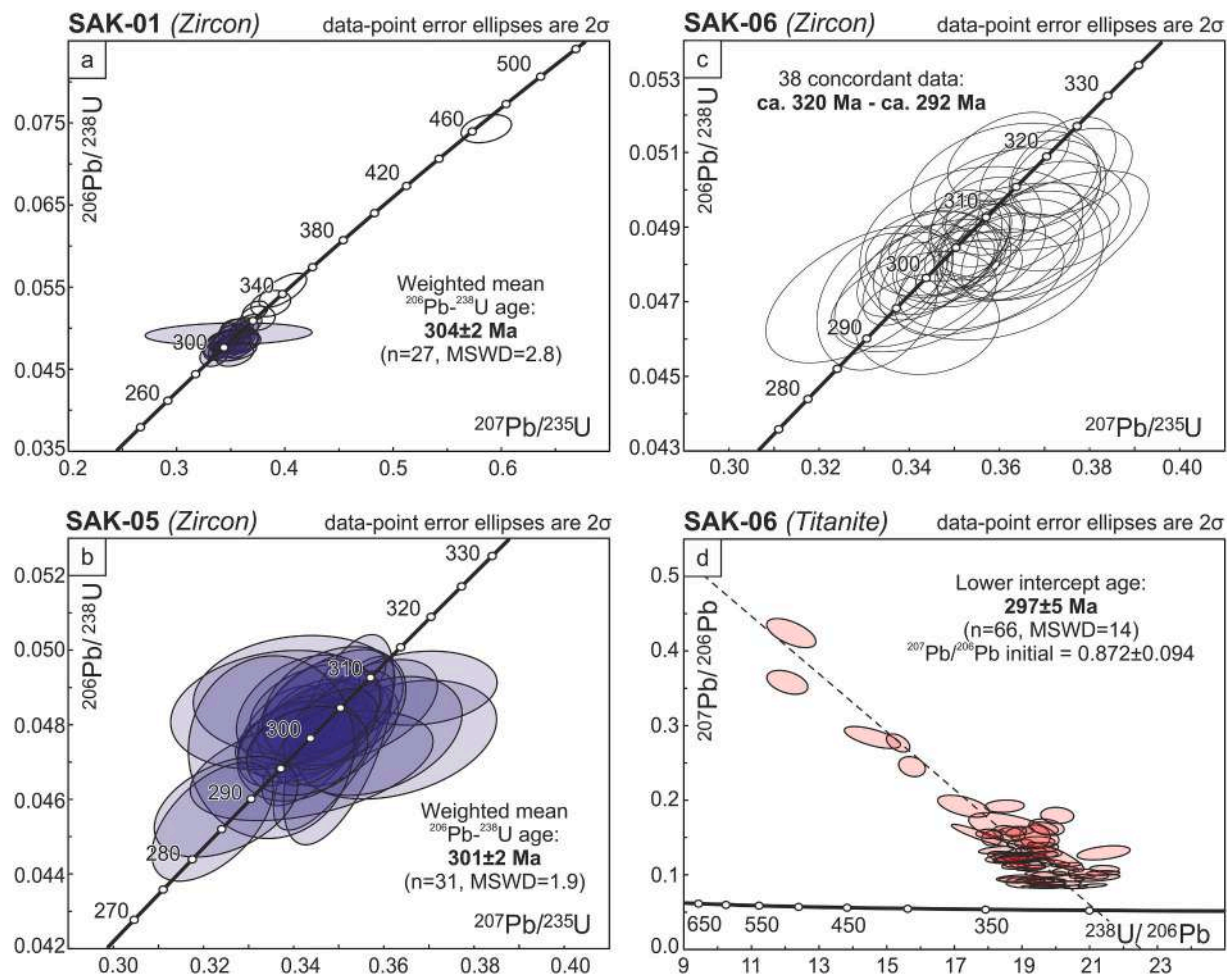 SAK-01 (Zircon) data-point error ellipses are 2σ
a
500
460
420
380
340
300
260
0.075
0.065
0.055
0.045
0.035
206Pb/238U
Weighted mean
206Pb-238U age:
304±2 Ma
(n=27, MSWD=2.8)
207Pb/235U
0.2 0.3 0.4 0.5 0.6
SAK-06 (Zircon) data-point error ellipses are 2σ
c
38 concordant data:
ca. 320 Ma - ca. 292 Ma
330
320
310
300
290
280
0.053
0.051
0.049
0.047
0.045
0.043
206Pb/238U
207Pb/235U
0.30 0.32 0.34 0.36 0.38 0.40
SAK-05 (Zircon) data-point error ellipses are 2σ
b
330
320
310
300
290
280
270
0.052
0.050
0.048
0.046
0.044
0.042
206Pb/238U
Weighted mean
206Pb-238U age:
301±2 Ma
(n=31, MSWD=1.9)
207Pb/235U
0.30 0.32 0.34 0.36 0.38 0.40
SAK-06 (Titanite) data-point error ellipses are 2σ
d
Lower intercept age:
297±5 Ma
(n=66, MSWD=14)
207Pb/206Pb initial = 0.872±0.094
0.5
0.4
0.3
0.2
0.1
0.0
207Pb/206Pb
650 550 450 350
238U/206Pb
9 11 13 15 17 19 21 23